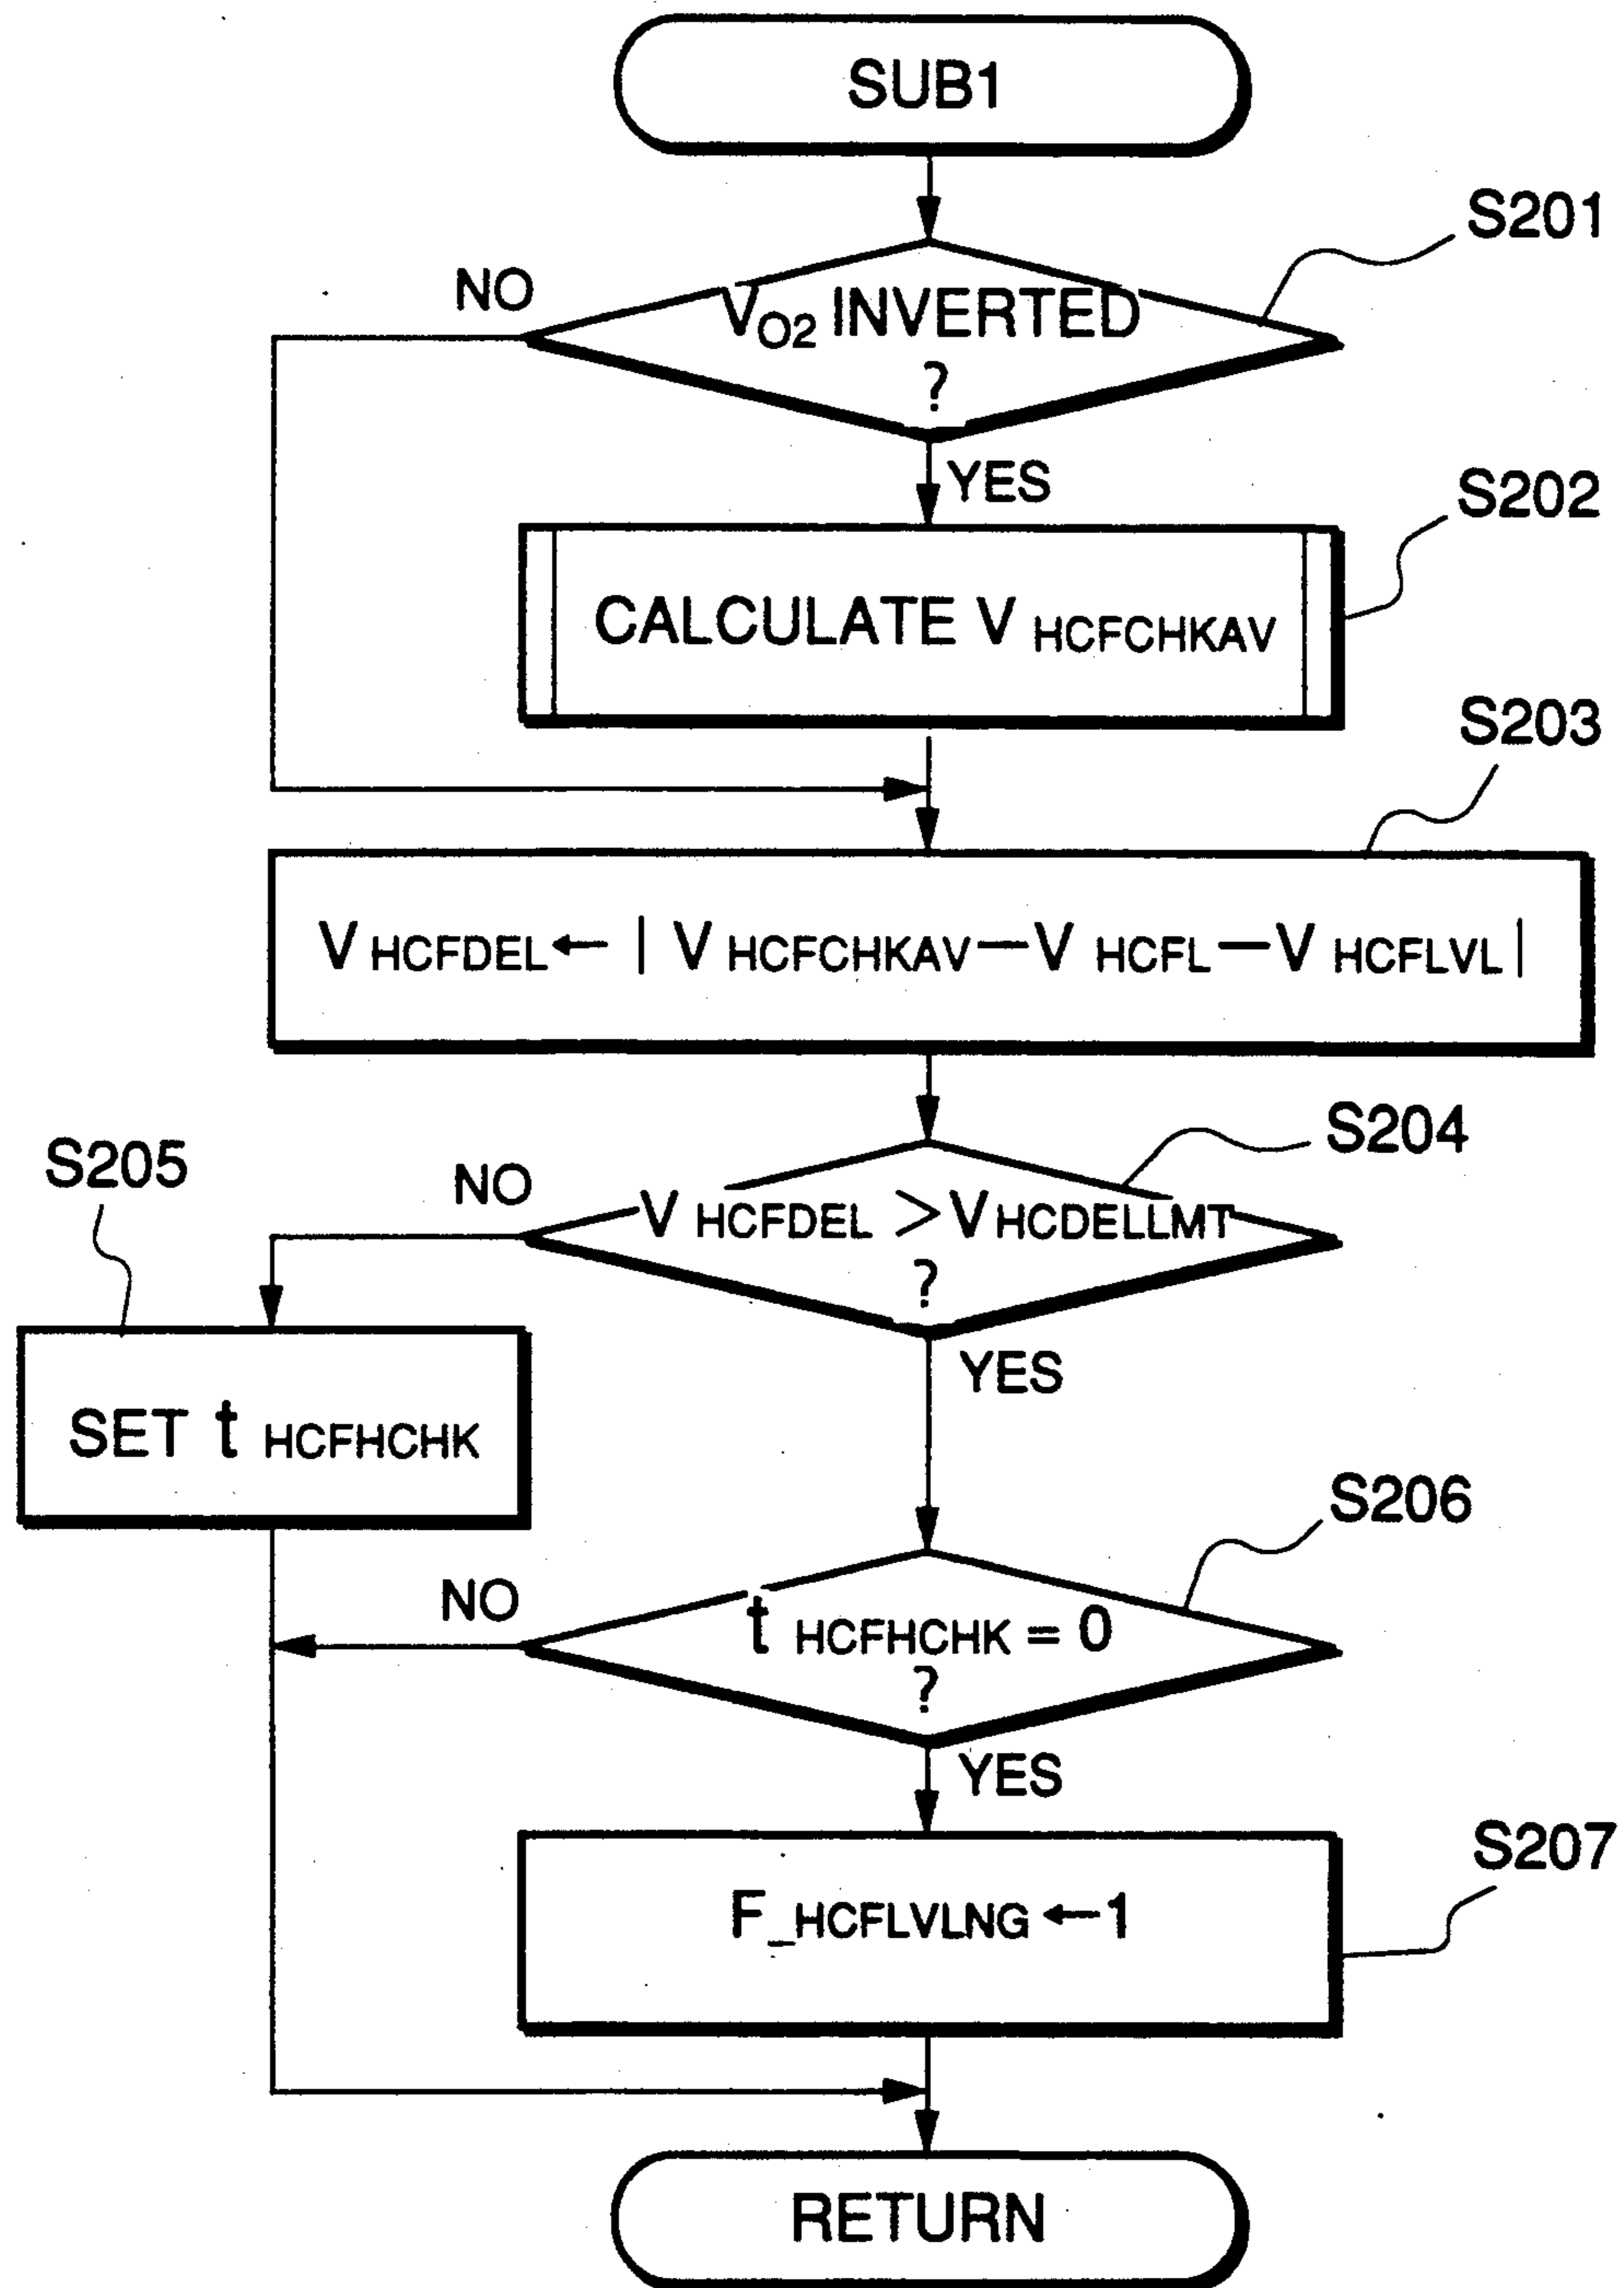 SUB1
S201
NO
VO2 INVERTED
?
YES
S202
CALCULATE V HCFCHKAV
S203
V HCFDEL ← | V HCFCHKAV — V HCFL — V HCFLVL |
S204
S205
NO
V HCFDEL > VHCDELLMT
?
YES
SET t HCFHCHK
S206
NO
t HCFHCHK = 0
?
YES
S207
F_HCFLVLNG ← 1
RETURN